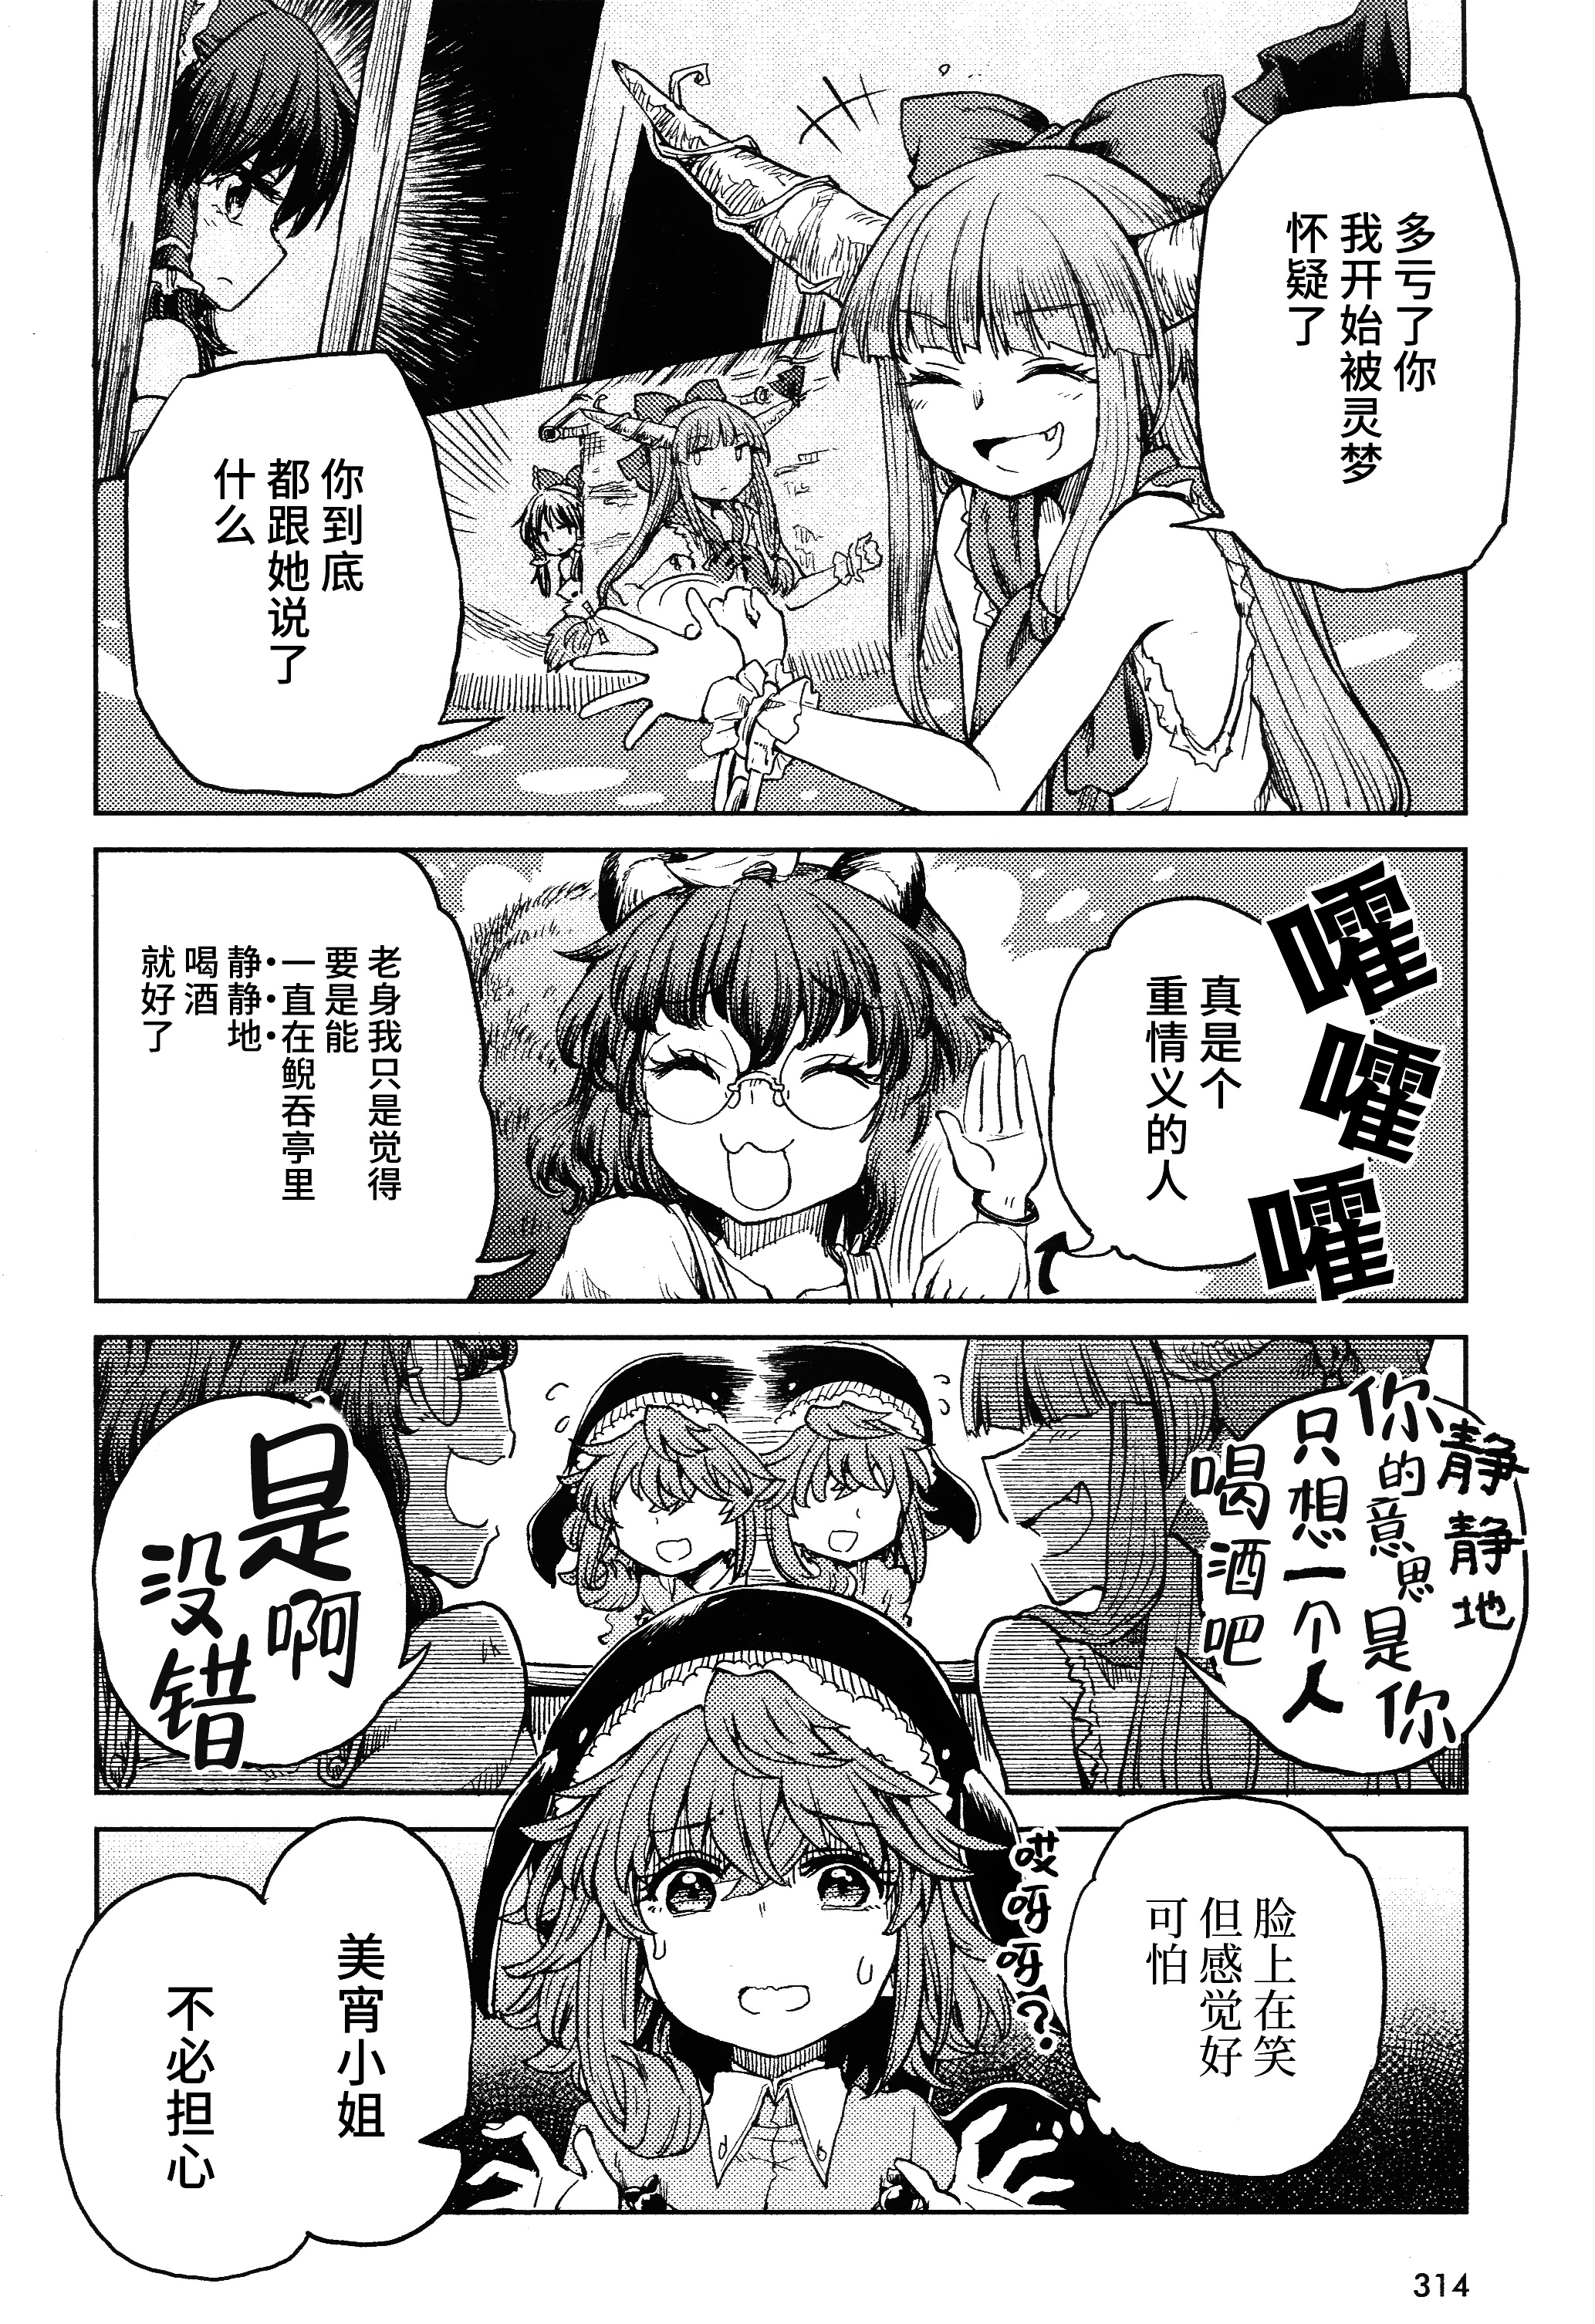 多亏了你
我开始被灵梦
怀疑了
你到底
都跟她说了
什么
嚯
嚯
嚯
真是个
重情义的人
老身我只是觉得
要是能
一直在鲵吞亭里
静静地
喝酒
就好了
静静地
你的意思是你
只想一个人
喝酒吧
是啊
没错
脸上在笑
但感觉好
可怕
哎呀呀?
美宵小姐
不必担心
314